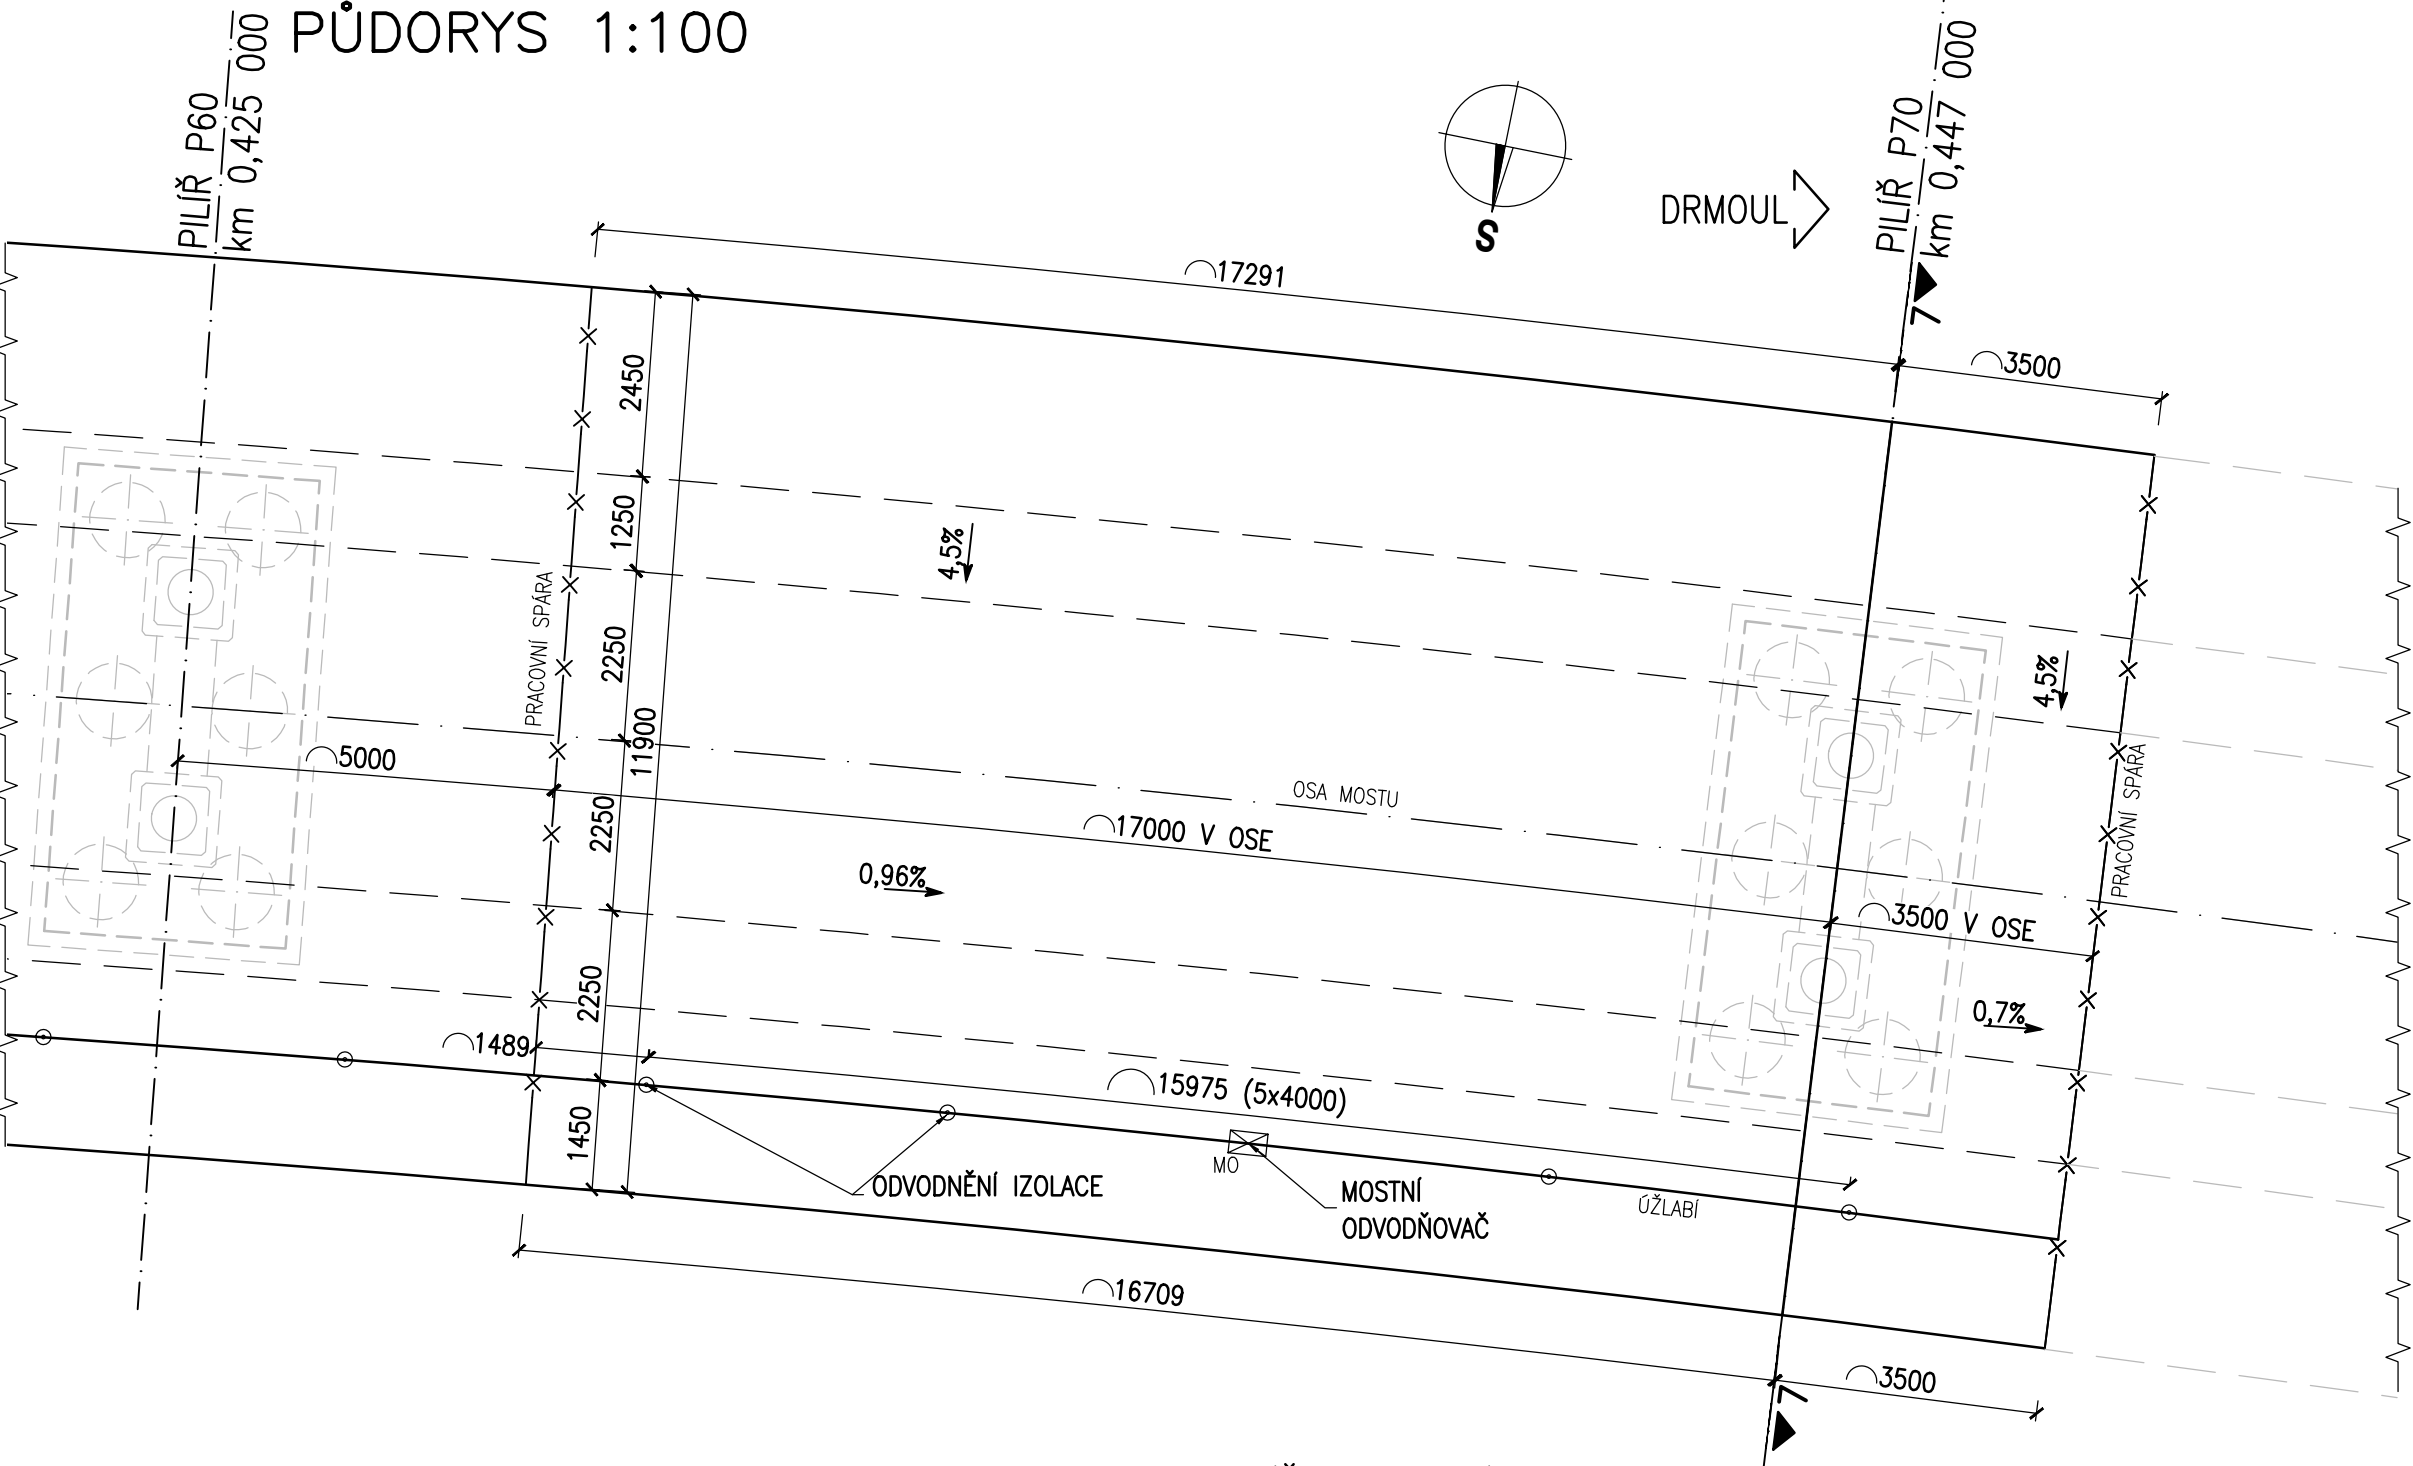 PŮDORYS 1:100
PILÍŘ P60
km 0,425 000
S
DRMOUL
PILÍŘ P70
km 0,447 000
7
17291
3500
2450
1250
2250
11900
2250
2250
1450
4,5%
4,5%
PRACOVNÍ SPÁRA
PRACOVNÍ SPÁRA
5000
OSA MOSTU
17000 V OSE
3500 V OSE
0,96%
0,7%
1489
15975 (5x4000)
MO
ODVODNĚNÍ IZOLACE
MOSTNÍ
ODVODŇOVAČ
ÚŽLABÍ
16709
3500
7